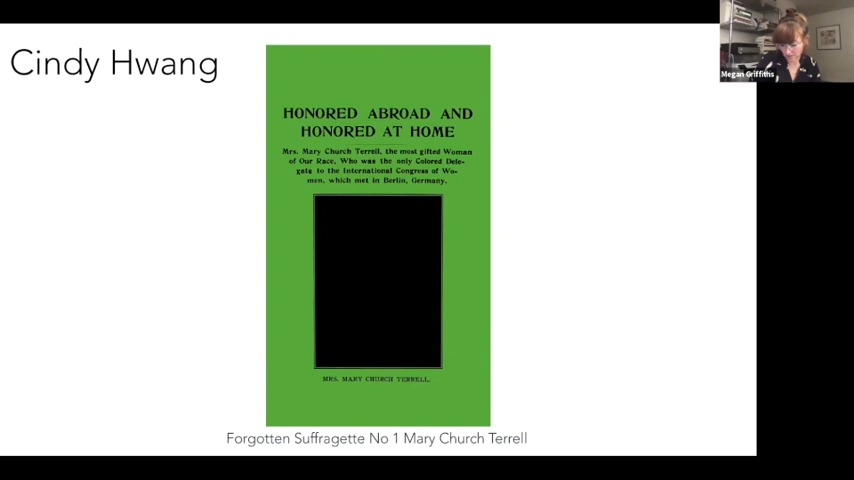 Cindy Hwang
Megan Griffiths
HONORED ABROAD AND
HONORED AT HOME
Mrs. Mary Church Terrell, the most gifted Woman
of Our Race, Who was the only Colored Dele-
gate to the International Congress of Wo-
men, which met in Berlin, Germany.
MRS. MARY CHURCH TERRELL.
Forgotten Suffragette No 1 Mary Church Terrell